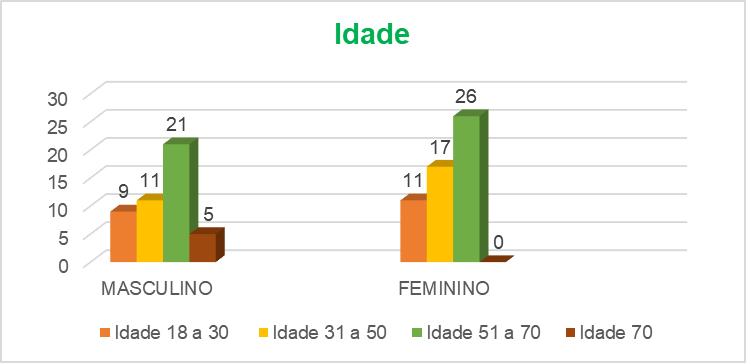 Idade
30
25
20
15
10
5
0
9
11
21
5
11
17
26
0
MASCULINO
FEMININO
Idade 18 a 30
Idade 31 a 50
Idade 51 a 70
Idade 70